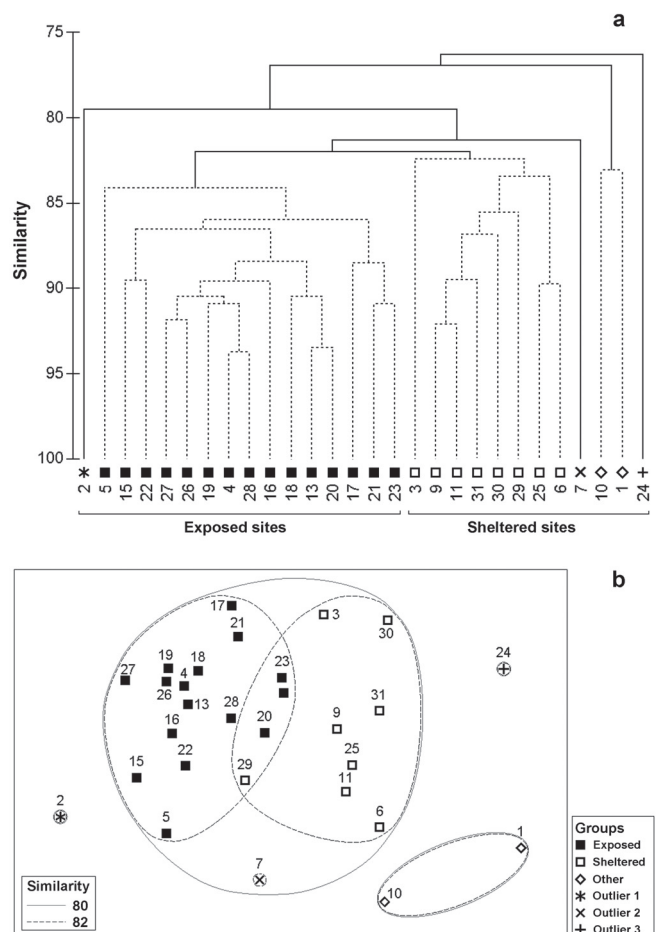 a
75
80
85
90
95
100
Similarity
2 5 15 22 27 26 19 4 28 16 18 13 20 17 21 23 3 9 11 31 30 29 25 6 7 10 1 24
Exposed sites Sheltered sites
b
17
3
30
21
19
18
24
27
4
23
26
13
31
28
9
16
20
25
15
22
29
11
2
5
6
1
7
10
Similarity
80
82
Groups
Exposed
Sheltered
Other
Outlier 1
Outlier 2
Outlier 3